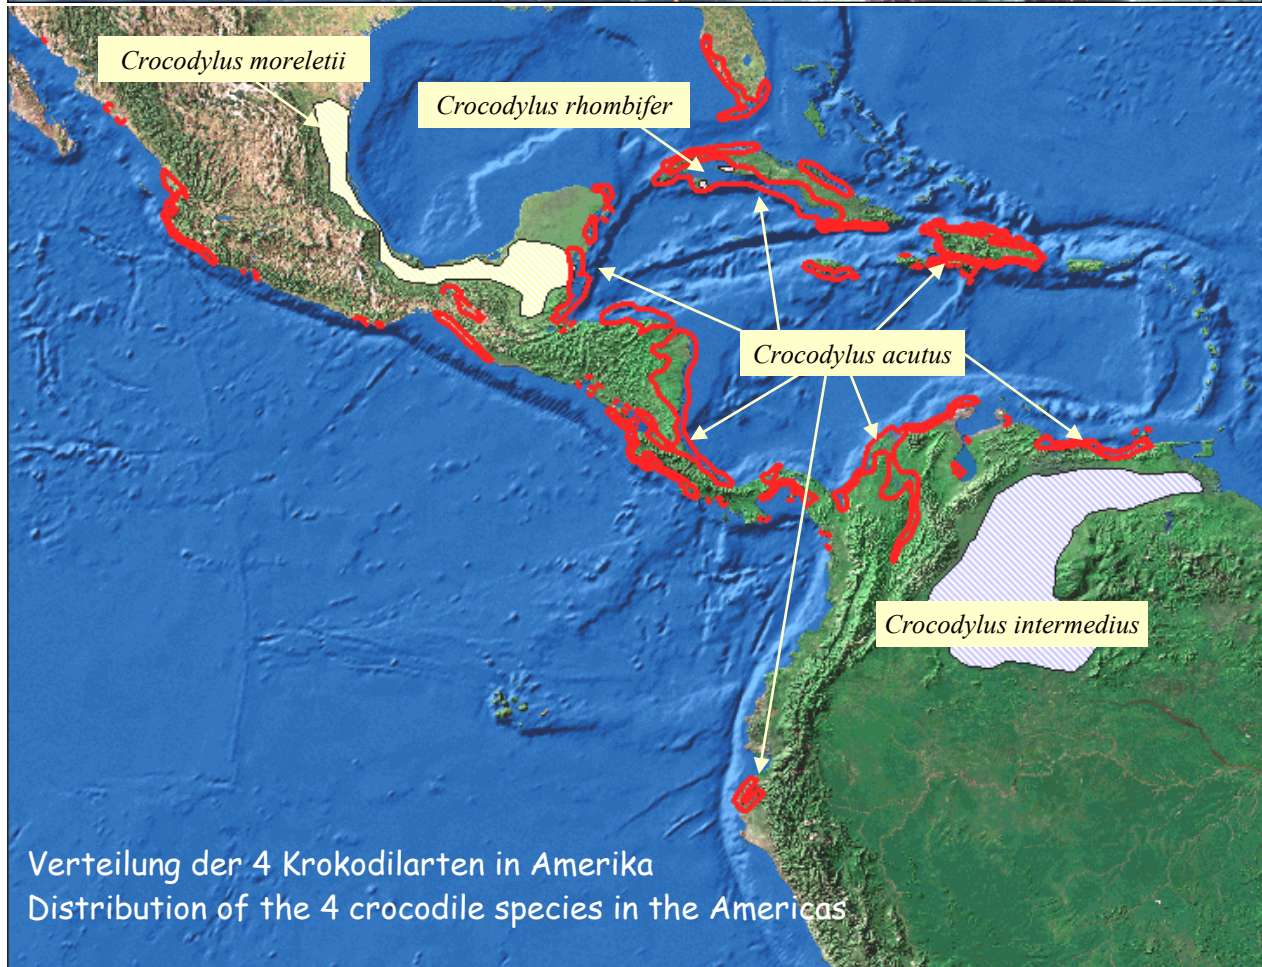 Crocodylus moreletii
Crocodylus rhombifer
Crocodylus acutus
Crocodylus intermedius
Verteilung der 4 Krokodilarten in Amerika
Distribution of the 4 crocodile species in the Americas